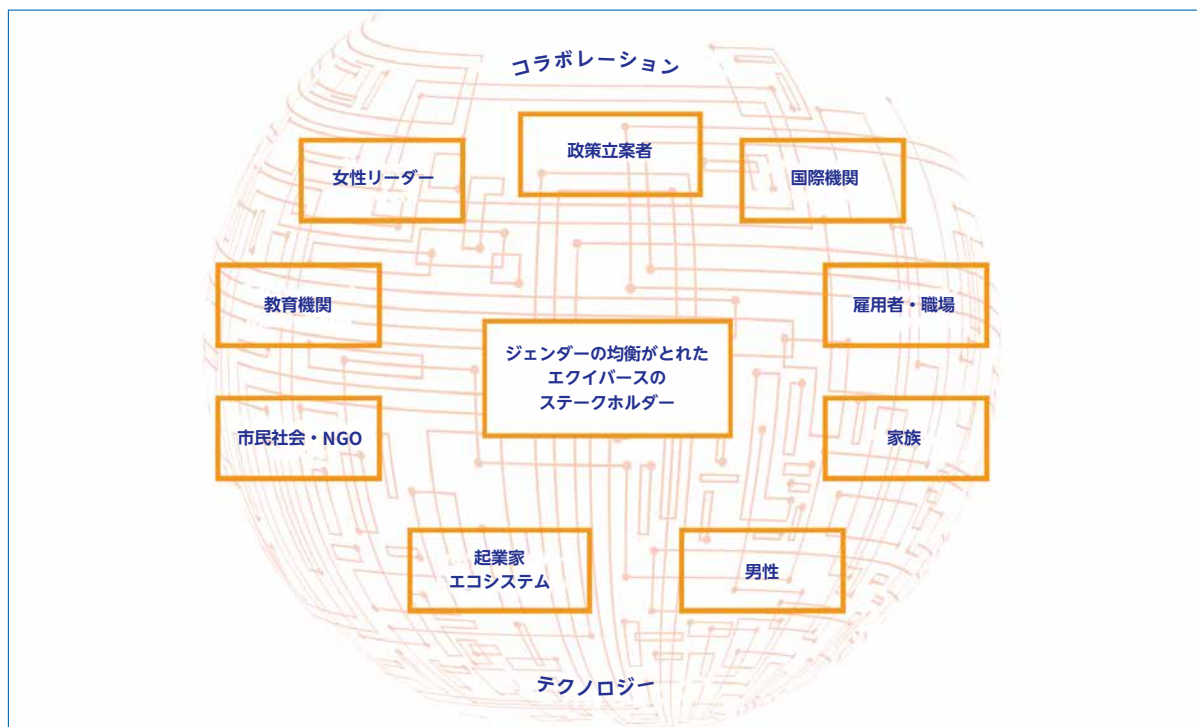 コラボレーション
政策立案者
女性リーダー
国際機関
教育機関
雇用者・職場
ジェンダーの均衡がとれた
エクイバースの
ステークホルダー
市民社会・NGO
家族
起業家
エコシステム
男性
テクノロジー